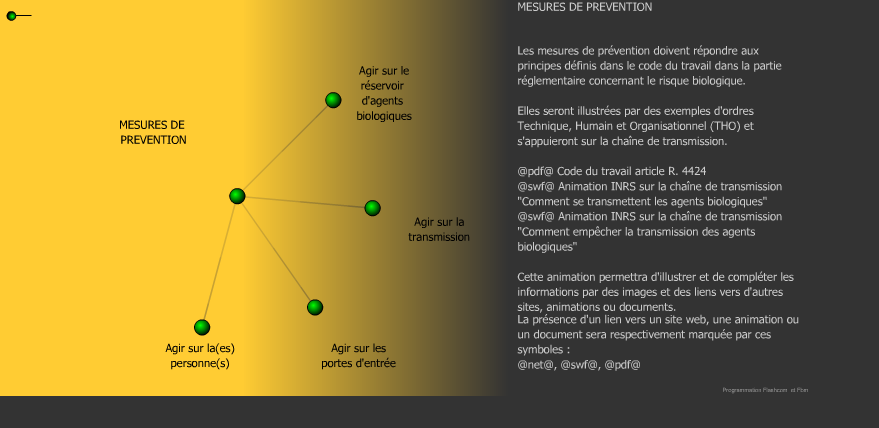 MESURES DE
PREVENTION
Agir sur le
réservoir
d'agents
biologiques
Agir sur la
transmission
Agir sur les
portes d'entrée
Agir sur la(es)
personne(s)
MESURES DE PREVENTION
Les mesures de prévention doivent répondre aux
principes définis dans le code du travail dans la partie
réglementaire concernant le risque biologique.
Elles seront illustrées par des exemples d'ordres
Technique, Humain et Organisationnel (THO) et
s'appuieront sur la chaîne de transmission.
@pdf@ Code du travail article R. 4424
@swf@ Animation INRS sur la chaîne de transmission
"Comment se transmettent les agents biologiques"
@swf@ Animation INRS sur la chaîne de transmission
"Comment empêcher la transmission des agents
biologiques"
Cette animation permettra d'illustrer et de compléter les
informations par des images et des liens vers d'autres
sites, animations ou documents.
La présence d'un lien vers un site web, une animation ou
un document sera respectivement marquée par ces
symboles :
@net@, @swf@, @pdf@
Programmation Flashcom et